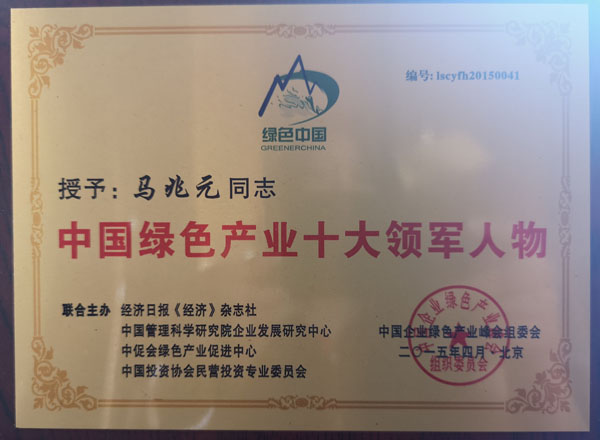 编号: lscyfh20150041
绿色中国
GREENERCHINA
授予：马兆元同志
中国绿色产业十大领军人物
联合主办 经济日报《经济》杂志社
中国管理科学研究院企业发展研究中心
中促会绿色产业促进中心
中国投资协会民营投资专业委员会
中国企业绿色产业峰会组委会
二〇一五年四月·北京
组织委员会